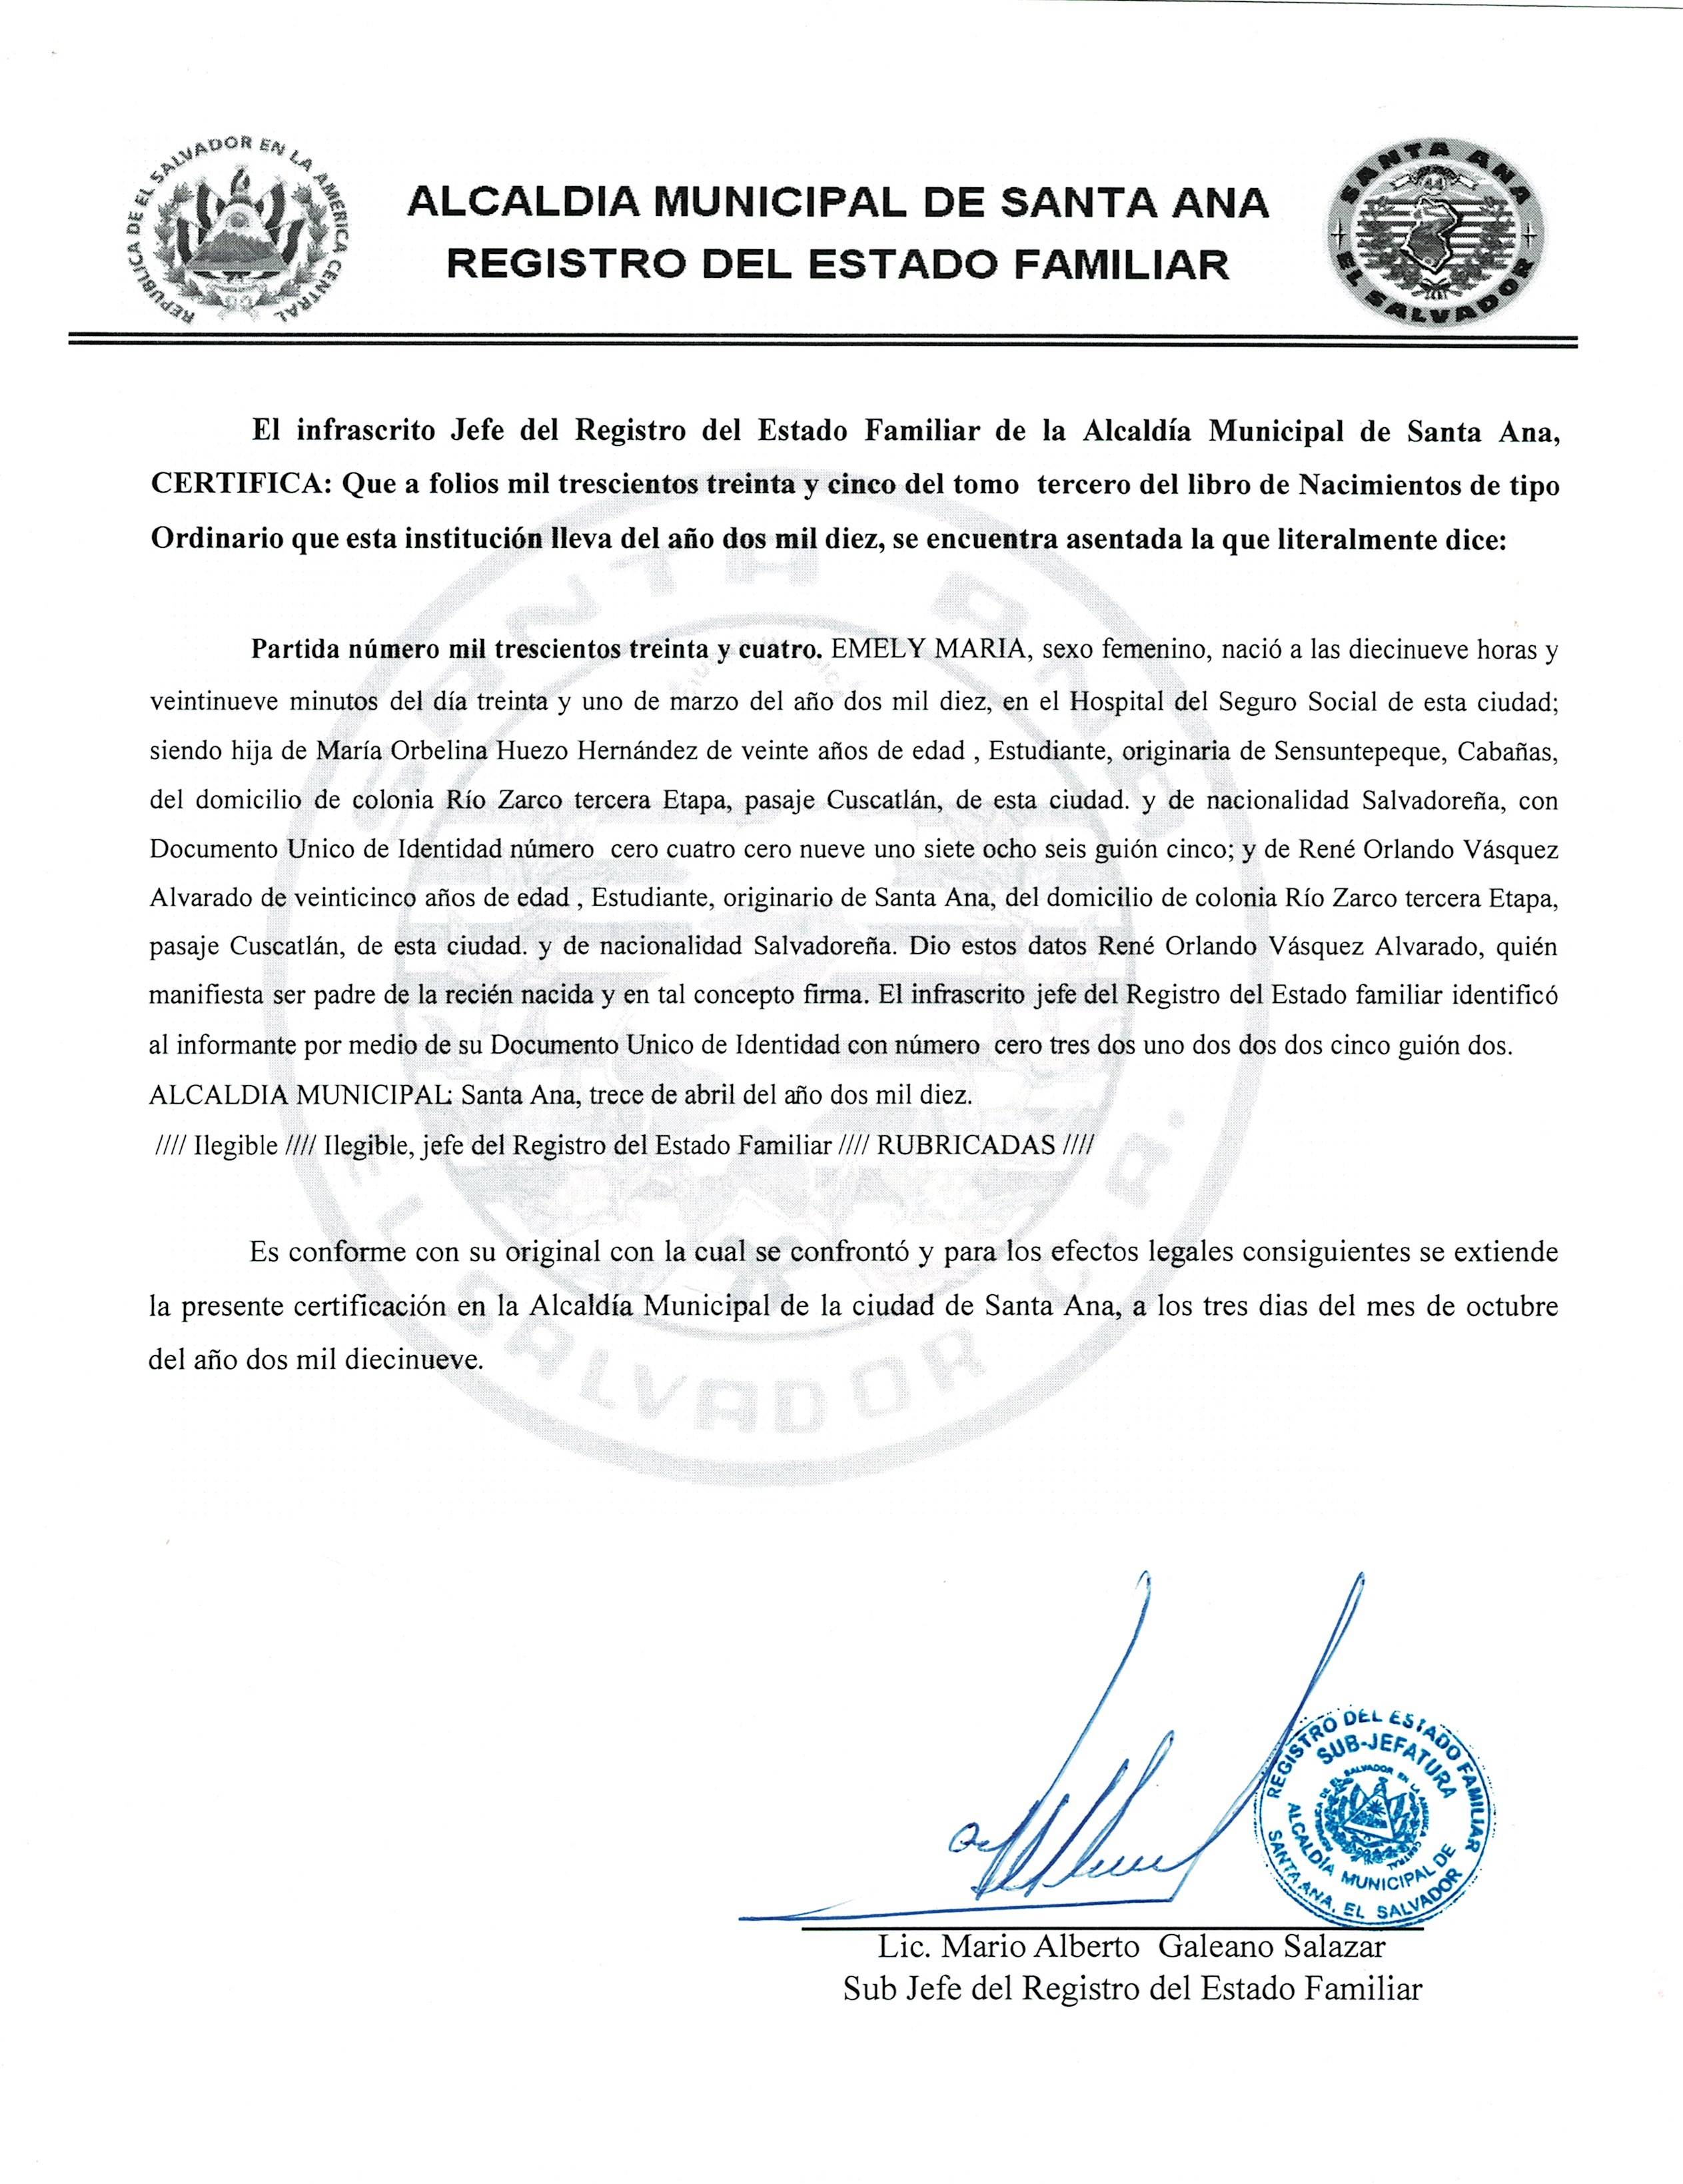 REPUBLICA DE EL SALVADOR EN LA AMERICA CENTRAL
ALCALDIA MUNICIPAL DE SANTA ANA
REGISTRO DEL ESTADO FAMILIAR
SANTA ANA
EL SALVADOR
El infrascrito Jefe del Registro del Estado Familiar de la Alcaldía Municipal de Santa Ana,
CERTIFICA: Que a folios mil trescientos treinta y cinco del tomo tercero del libro de Nacimientos de tipo
Ordinario que esta institución lleva del año dos mil diez, se encuentra asentada la que literalmente dice:
Partida número mil trescientos treinta y cuatro. EMELY MARIA, sexo femenino, nació a las diecinueve horas y
veintinueve minutos del día treinta y uno de marzo del año dos mil diez, en el Hospital del Seguro Social de esta ciudad;
siendo hija de María Orbelina Huezo Hernández de veinte años de edad , Estudiante, originaria de Sensuntepeque, Cabañas,
del domicilio de colonia Río Zarco tercera Etapa, pasaje Cuscatlán, de esta ciudad. y de nacionalidad Salvadoreña, con
Documento Unico de Identidad número cero cuatro cero nueve uno siete ocho seis guión cinco; y de René Orlando Vásquez
Alvarado de veinticinco años de edad , Estudiante, originario de Santa Ana, del domicilio de colonia Río Zarco tercera Etapa,
pasaje Cuscatlán, de esta ciudad. y de nacionalidad Salvadoreña. Dio estos datos René Orlando Vásquez Alvarado, quién
manifiesta ser padre de la recién nacida y en tal concepto firma. El infrascrito jefe del Registro del Estado familiar identificó
al informante por medio de su Documento Unico de Identidad con número cero tres dos uno dos dos dos cinco guión dos.
ALCALDIA MUNICIPAL: Santa Ana, trece de abril del año dos mil diez.
//// Ilegible //// Ilegible, jefe del Registro del Estado Familiar //// RUBRICADAS ////
Es conforme con su original con la cual se confrontó y para los efectos legales consiguientes se extiende
la presente certificación en la Alcaldía Municipal de la ciudad de Santa Ana, a los tres dias del mes de octubre
del año dos mil diecinueve.
REGISTRO DEL ESTADO FAMILIAR
SUB-JEFATURA
ALCALDÍA MUNICIPAL DE
SANTA ANA, EL SALVADOR
Lic. Mario Alberto Galeano Salazar
Sub Jefe del Registro del Estado Familiar